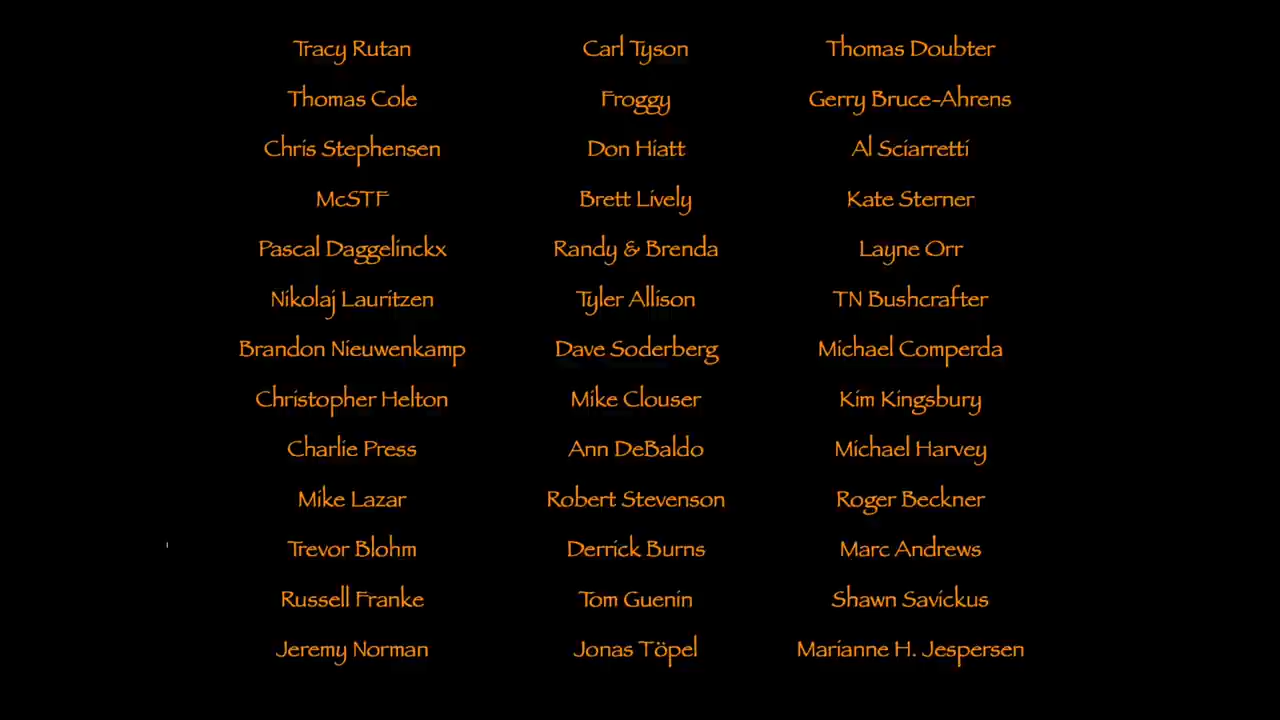 Tracy Rutan Carl Tyson Thomas Doubter
Thomas Cole Froggy Gerry Bruce-Ahrens
Chris Stephensen Don Hiatt Al Sciarretti
McSTF Brett Lively Kate Sterner
Pascal Daggelinckx Randy & Brenda Layne Orr
Nikolaj Lauritzen Tyler Allison TN Bushcrafter
Brandon Nieuwenkamp Dave Soderberg Michael Comperda
Christopher Helton Mike Clouser Kim Kingsbury
Charlie Press Ann DeBaldo Michael Harvey
Mike Lazar Robert Stevenson Roger Beckner
Trevor Blohm Derrick Burns Marc Andrews
Russell Franke Tom Guenin Shawn Savickus
Jeremy Norman Jonas Töpel Marianne H. Jespersen